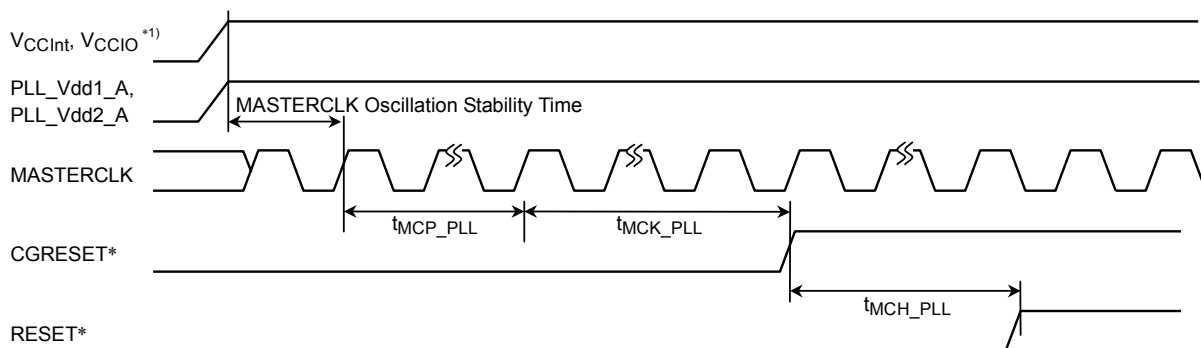 VCCInt, VCCIO *1)
PLL_Vdd1_A,
PLL_Vdd2_A
MASTERCLK Oscillation Stability Time
MASTERCLK
tMCP_PLL
tMCK_PLL
CGRESET*
tMCH_PLL
RESET*